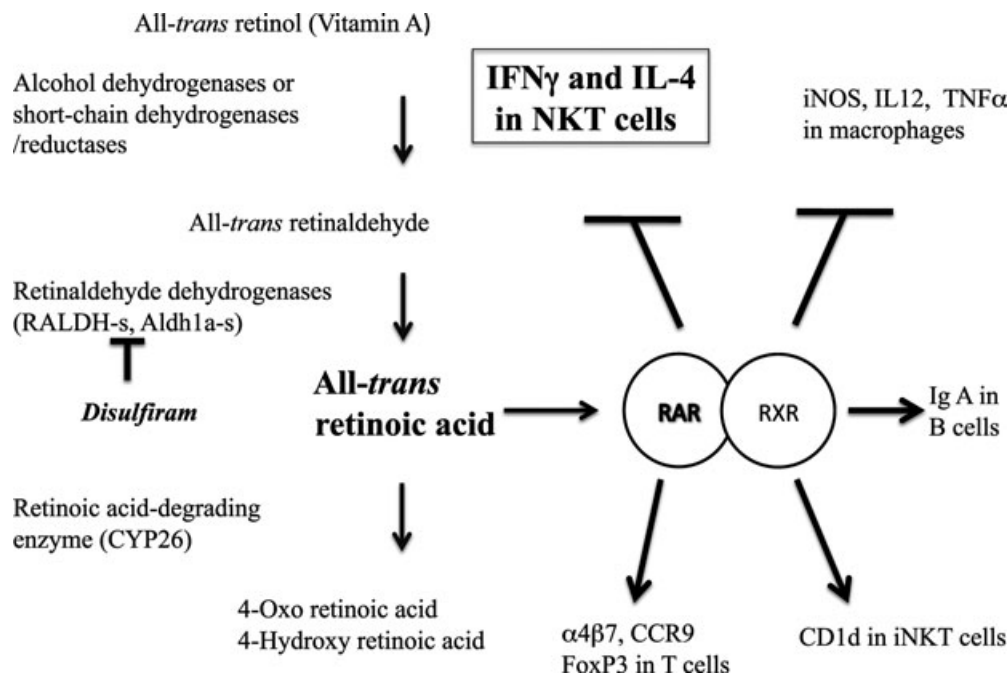 All-trans retinol (Vitamin A)
Alcohol dehydrogenases or
short-chain dehydrogenases
/reductases
IFNγ and IL-4
in NKT cells
iNOS, IL12, TNFα
in macrophages
All-trans retinaldehyde
Retinaldehyde dehydrogenases
(RALDH-s, Aldh1a-s)
Disulfiram
All-trans
retinoic acid
RAR
RXR
Ig A in
B cells
Retinoic acid-degrading
enzyme (CYP26)
4-Oxo retinoic acid
4-Hydroxy retinoic acid
α4β7, CCR9
FoxP3 in T cells
CD1d in iNKT cells